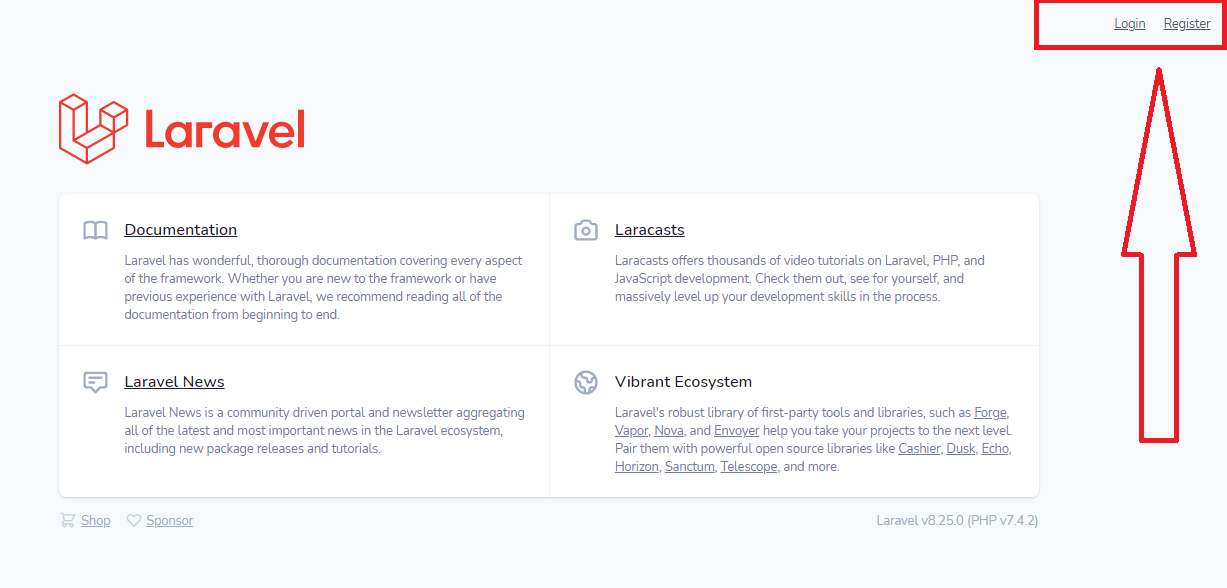 Login Register
Laravel
Documentation
Laravel has wonderful, thorough documentation covering every aspect
of the framework. Whether you are new to the framework or have
previous experience with Laravel, we recommend reading all of the
documentation from beginning to end.
Laracasts
Laracasts offers thousands of video tutorials on Laravel, PHP, and
JavaScript development. Check them out, see for yourself, and
massively level up your development skills in the process.
Laravel News
Laravel News is a community driven portal and newsletter aggregating
all of the latest and most important news in the Laravel ecosystem,
including new package releases and tutorials.
Vibrant Ecosystem
Laravel's robust library of first-party tools and libraries, such as Forge,
Vapor, Nova, and Envoyer help you take your projects to the next level.
Pair them with powerful open source libraries like Cashier, Dusk, Echo,
Horizon, Sanctum, Telescope, and more.
Shop Sponsor
Laravel v8.25.0 (PHP v7.4.2)